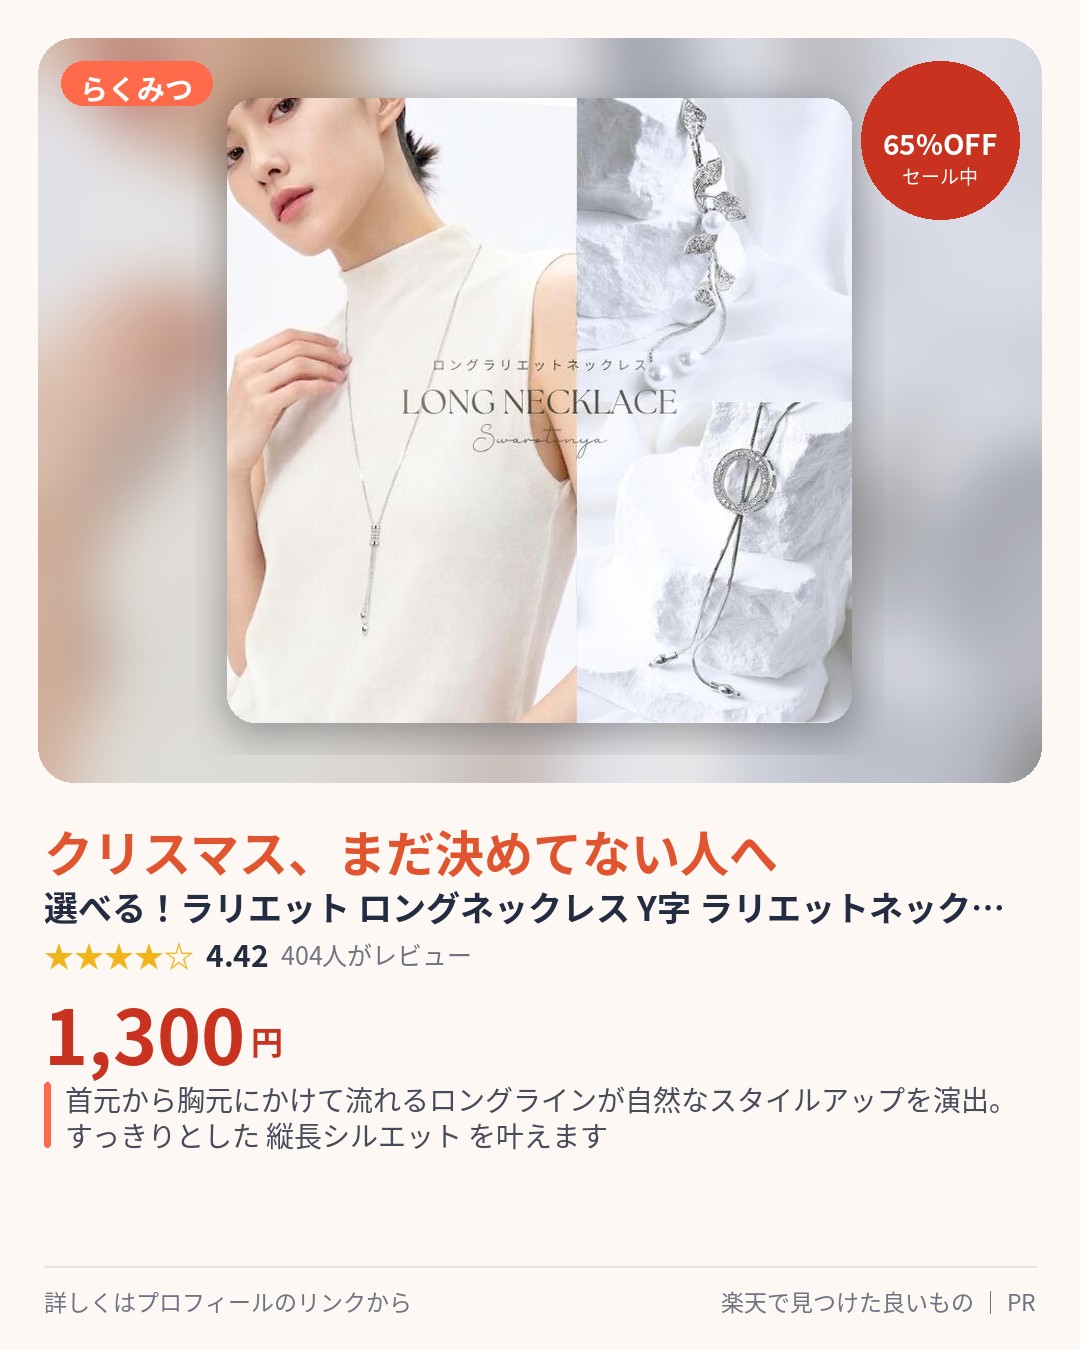 らくみつ
65%OFF
セール中
ロングラリエットネックレス
LONG NECKLACE
Swarotonya
クリスマス、まだ決めてない人へ
選べる！ラリエット ロングネックレス Y字 ラリエットネック…
★★★★☆ 4.42 404人がレビュー
1,300円
首元から胸元にかけて流れるロングラインが自然なスタイルアップを演出。
すっきりとした 縦長シルエット を叶えます
詳しくはプロフィールのリンクから
楽天で見つけた良いもの ｜ PR